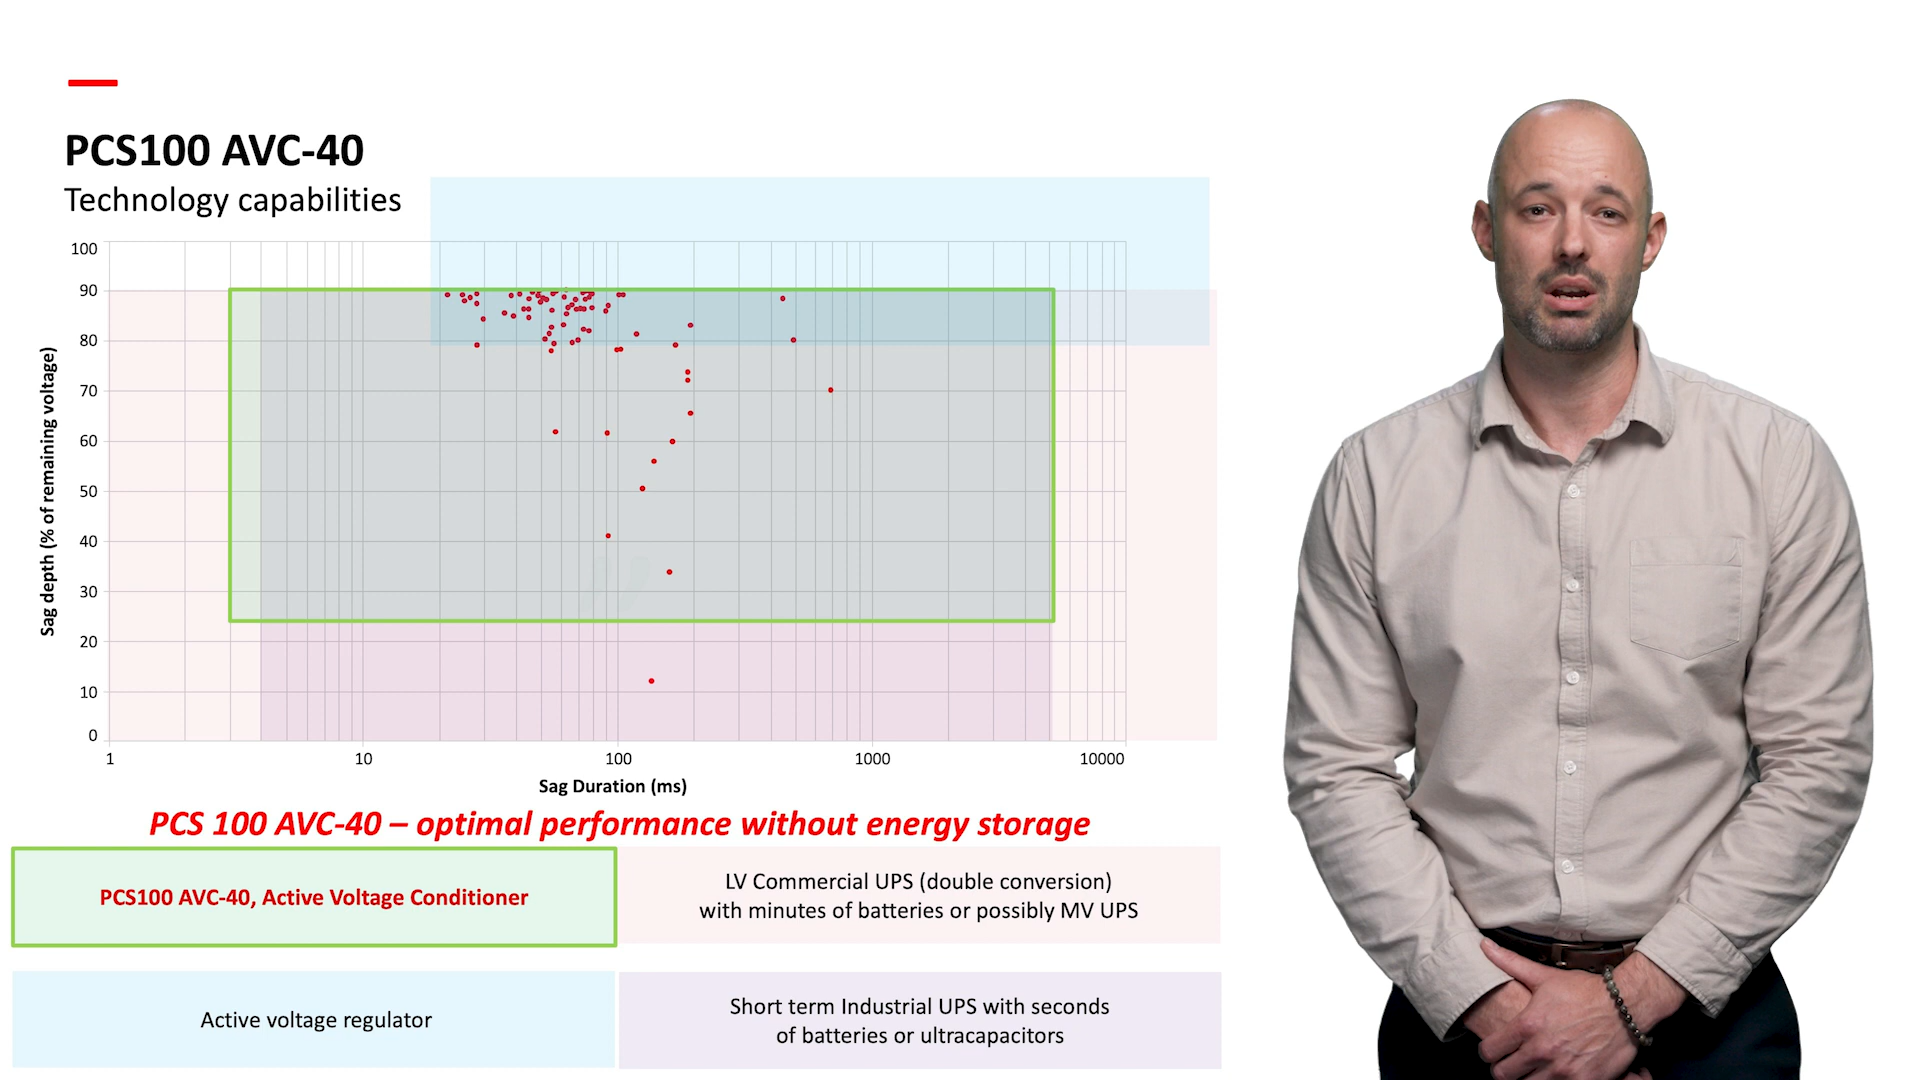 PCS100 AVC-40
Technology capabilities
100
90
80
70
60
50
40
30
20
10
0
Sag depth (% of remaining voltage)
1
10
100
1000
10000
Sag Duration (ms)
PCS 100 AVC-40 – optimal performance without energy storage
PCS100 AVC-40, Active Voltage Conditioner
LV Commercial UPS (double conversion)
with minutes of batteries or possibly MV UPS
Active voltage regulator
Short term Industrial UPS with seconds
of batteries or ultracapacitors